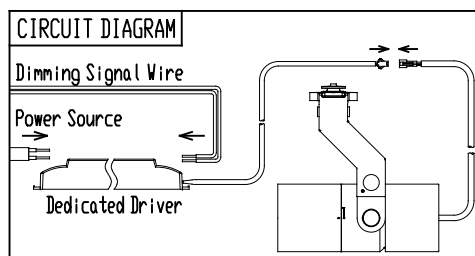 CIRCUIT DIAGRAM
Dimming Signal Wire
Power Source
Dedicated Driver